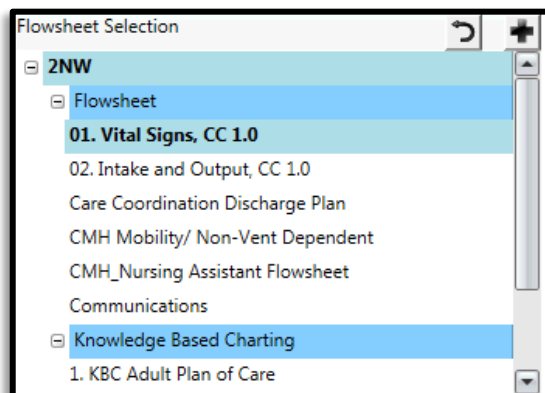 Flowsheet Selection
2NW
Flowsheet
01. Vital Signs, CC 1.0
02. Intake and Output, CC 1.0
Care Coordination Discharge Plan
CMH Mobility/ Non-Vent Dependent
CMH_Nursing Assistant Flowsheet
Communications
Knowledge Based Charting
1. KBC Adult Plan of Care